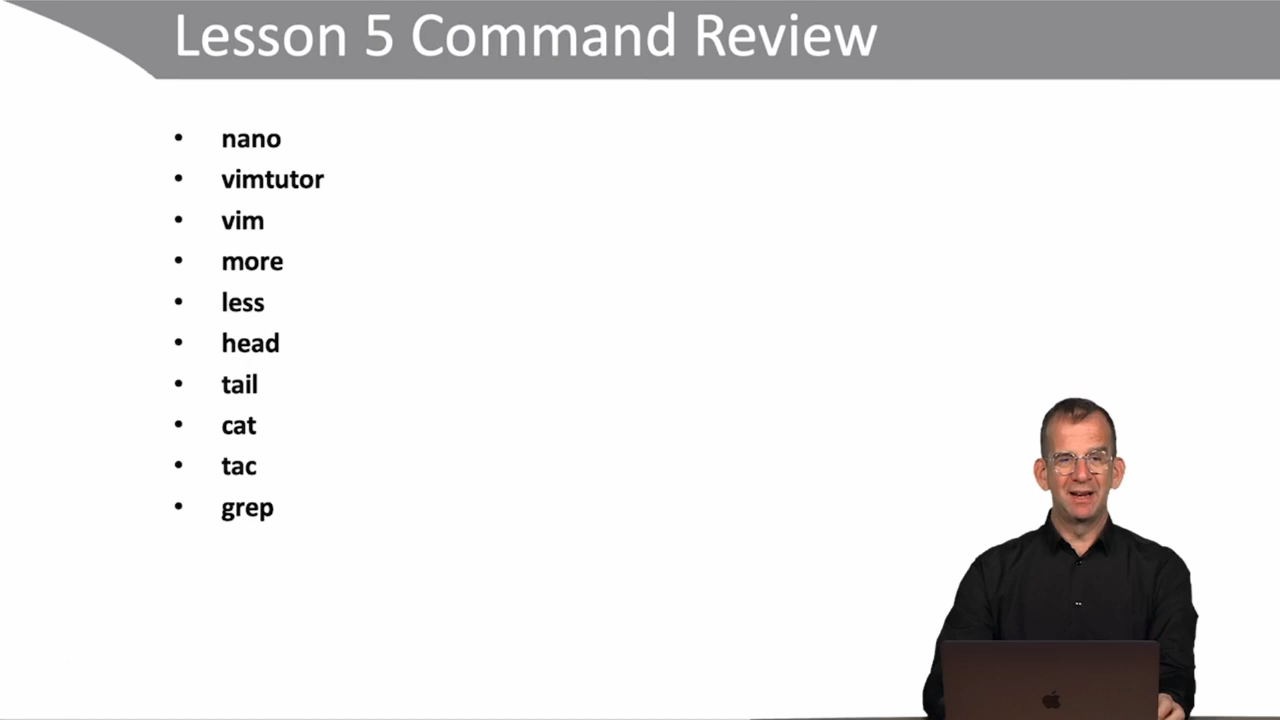 Lesson 5 Command Review
• nano
• vimtutor
• vim
• more
• less
• head
• tail
• cat
• tac
• grep